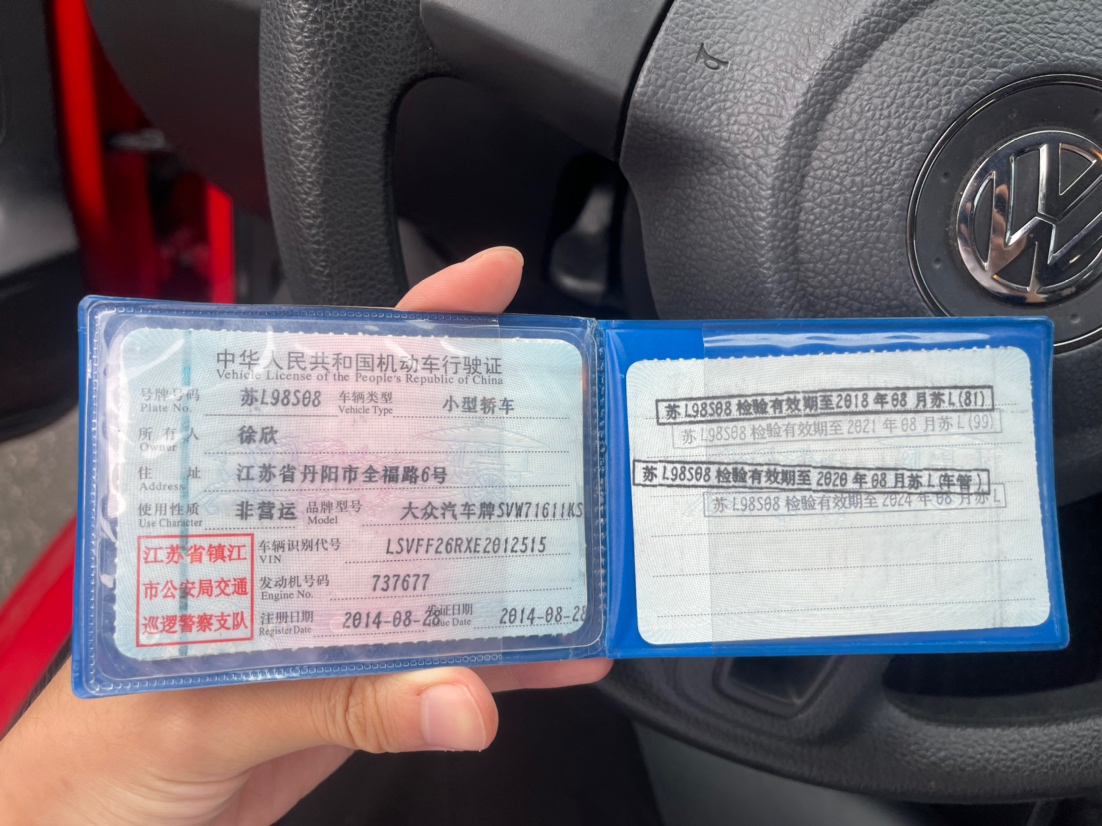 中华人民共和国机动车行驶证
Vehicle License of the People's Republic of China
号牌号码 苏L98S08 车辆类型 小型轿车
Plate No. Vehicle Type
所有人 徐欣
Owner
住址 江苏省丹阳市全福路6号
Address
使用性质 非营运 品牌型号 大众汽车牌SVW71611KS
Use Character Model
江苏省镇江
市公安局交通
巡逻警察支队
车辆识别代号 LSVFF26RXE2012515
VIN
发动机号码 737677
Engine No.
注册日期 2014-08-28 发证日期 2014-08-28
Register Date Issue Date
苏L98S08检验有效期至2018年08月苏L(81)
苏L98S08检验有效期至2021年08月苏L(99)
苏L98S08检验有效期至2020年08月苏L(车管)
苏L98S08检验有效期至2024年08月苏L